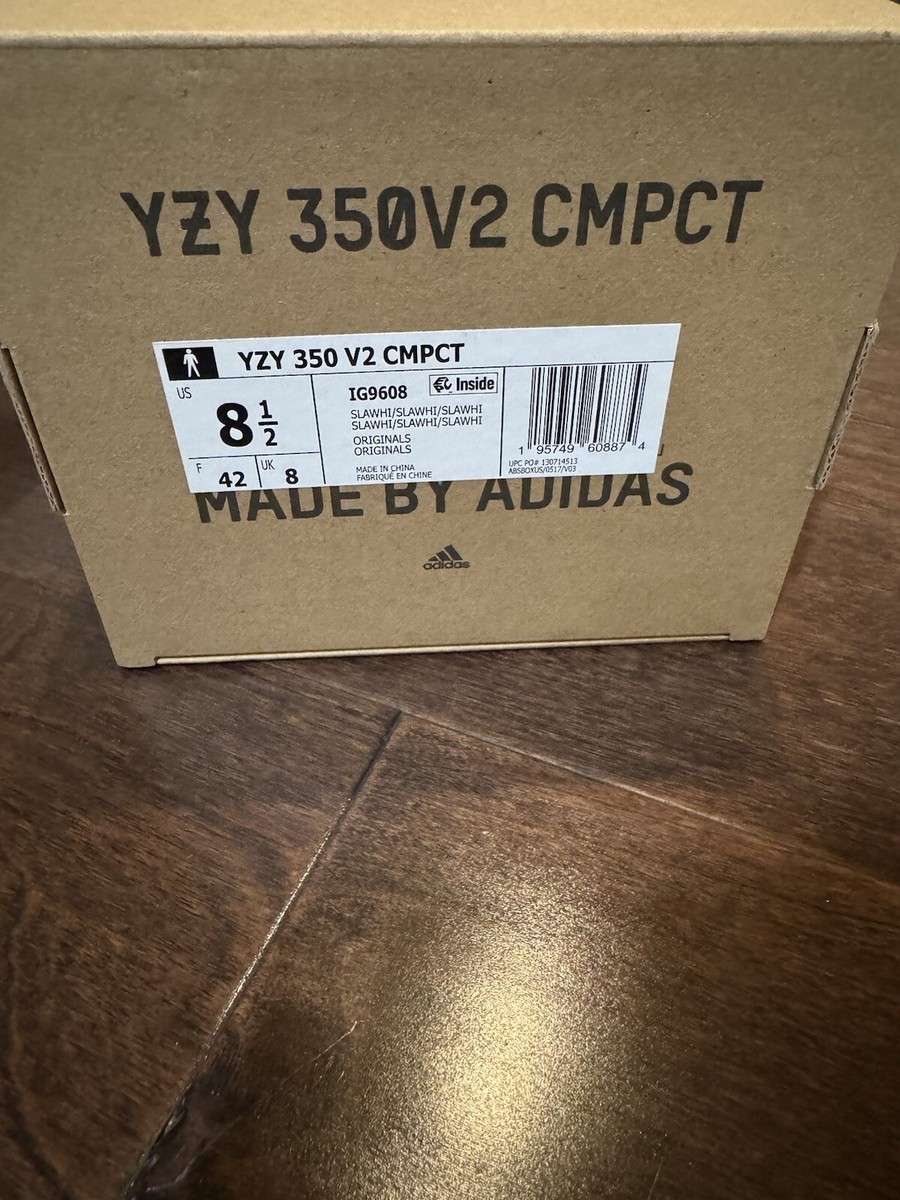 YZY 350V2 CMPCT
YZY 350 V2 CMPCT
US
8 1/2
F
42
UK
8
IG9608
Inside
SLAWHI/SLAWHI/SLAWHI
SLAWHI/SLAWHI/SLAWHI
ORIGINALS
ORIGINALS
MADE IN CHINA
FABRIQUÉ EN CHINE
1 95749 60887 4
UPC PO# 130714513
ABSBOXUS/0517/V03
MADE BY ADIDAS
adidas